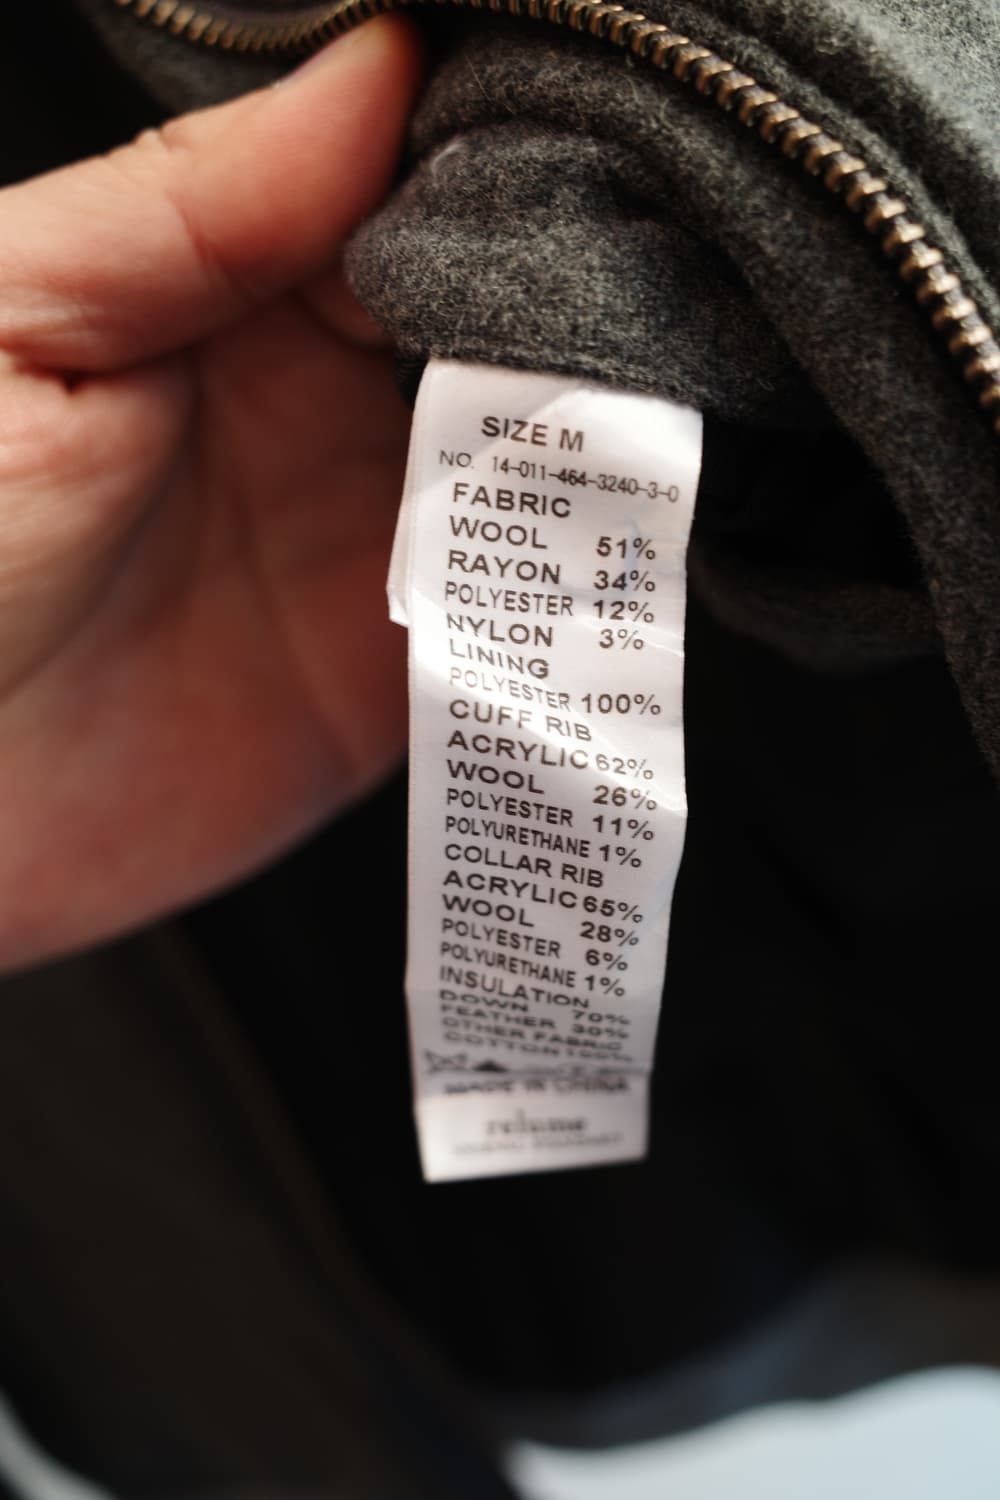 SIZE M
NO. 14-011-464-3240-3-0
FABRIC
WOOL 51%
RAYON 34%
POLYESTER 12%
NYLON 3%
LINING
POLYESTER 100%
CUFF RIB
ACRYLIC 62%
WOOL 26%
POLYESTER 11%
POLYURETHANE 1%
COLLAR RIB
ACRYLIC 65%
WOOL 28%
POLYESTER 6%
POLYURETHANE 1%
INSULATION
DOWN 70%
FEATHER 30%
OTHER FABRIC
COTTON 100%
MADE IN CHINA
relume